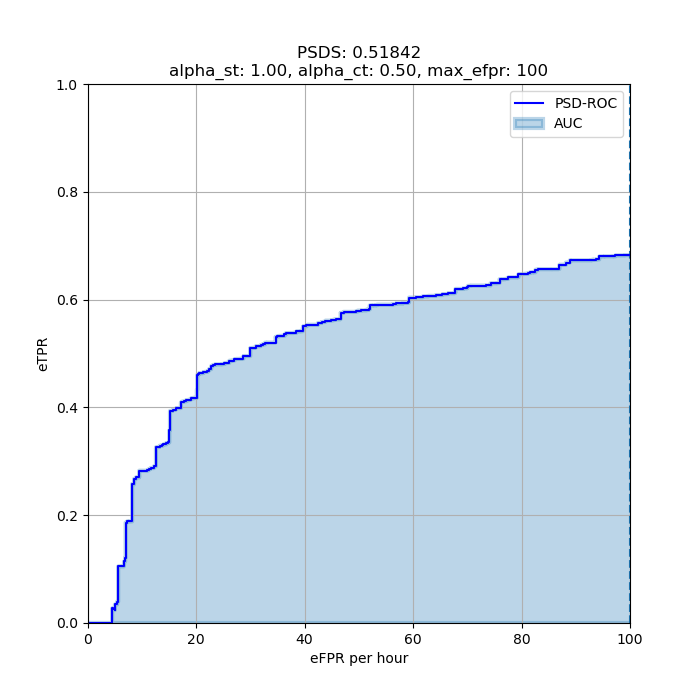 PSDS: 0.51842
alpha_st: 1.00, alpha_ct: 0.50, max_efpr: 100
PSD-ROC
AUC
1.0
0.8
0.6
0.4
0.2
0.0
eTPR
0 20 40 60 80 100
eFPR per hour